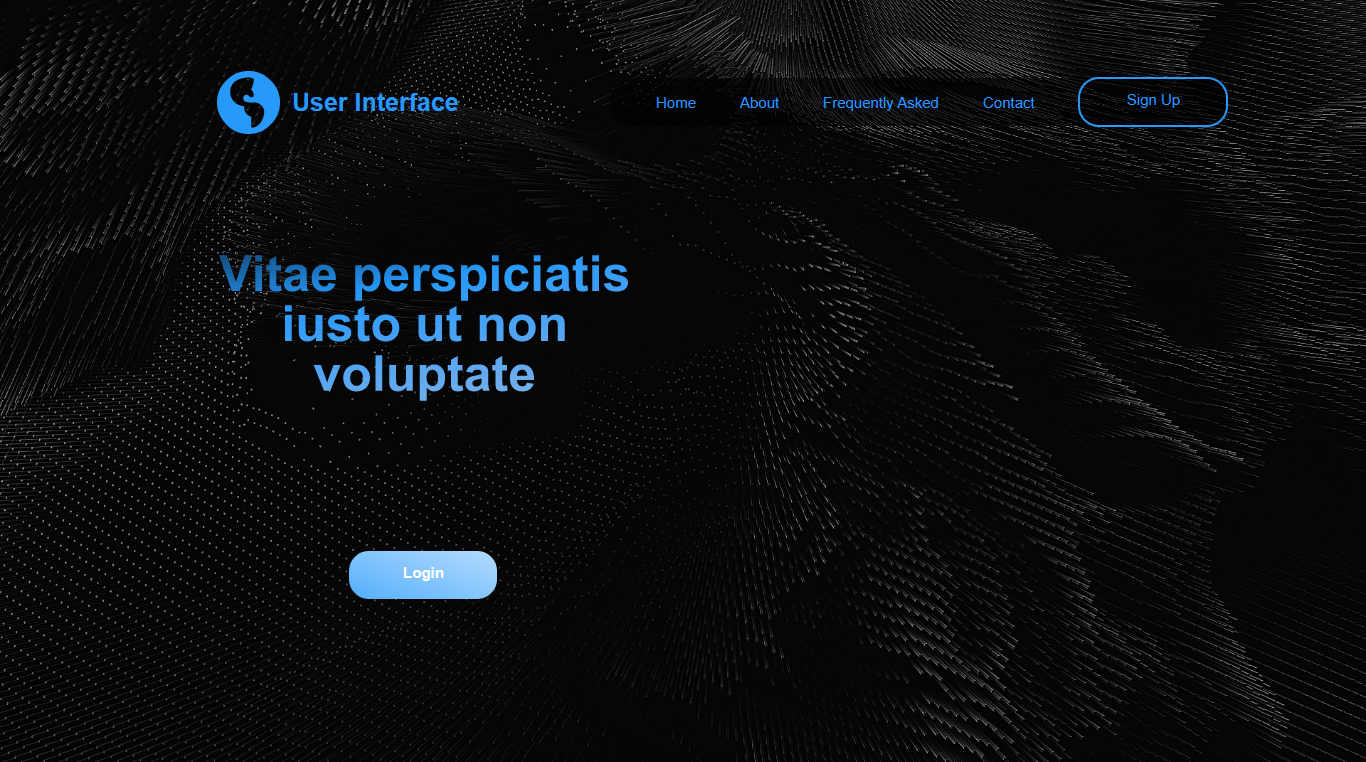 User Interface
Home About Frequently Asked Contact Sign Up
Vitae perspiciatis
iusto ut non
voluptate
Login